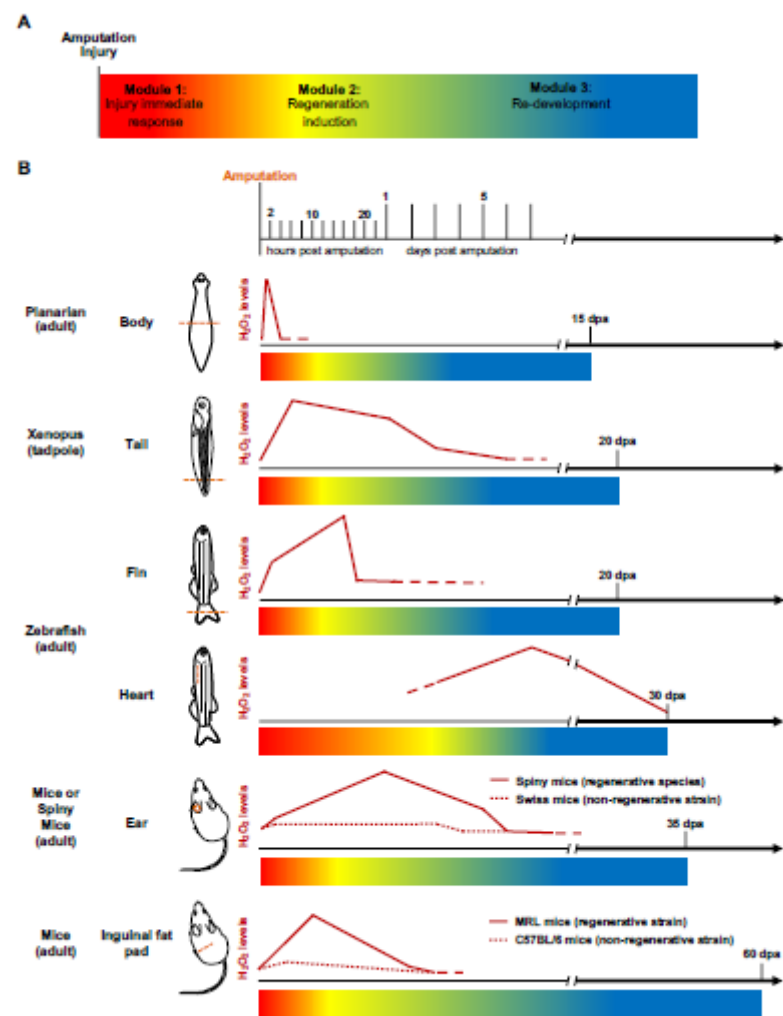 A
Amputation
Injury
Module 1:
Injury immediate
response
Module 2:
Regeneration
induction
Module 3:
Re-development
B
Amputation
2
10
20
1
5
hours post amputation
days post amputation
Planarian
(adult)
Body
H₂O₂ levels
15 dpa
Xenopus
(tadpole)
Tail
H₂O₂ levels
20 dpa
Fin
H₂O₂ levels
20 dpa
Zebrafish
(adult)
Heart
H₂O₂ levels
30 dpa
Mice or
Spiny
Mice
(adult)
Ear
H₂O₂ levels
Spiny mice (regenerative species)
Swiss mice (non-regenerative strain)
35 dpa
Mice
(adult)
Inguinal fat
pad
H₂O₂ levels
MRL mice (regenerative strain)
C57BL/6 mice (non-regenerative strain)
60 dpa